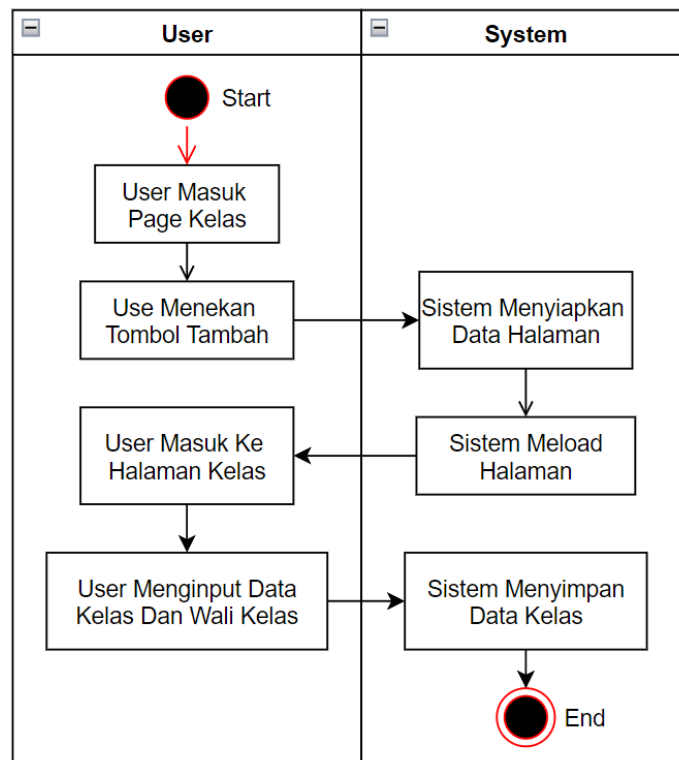 User
System
Start
User Masuk
Page Kelas
Use Menekan
Tombol Tambah
Sistem Menyiapkan
Data Halaman
Sistem Meload
Halaman
User Masuk Ke
Halaman Kelas
User Menginput Data
Kelas Dan Wali Kelas
Sistem Menyimpan
Data Kelas
End